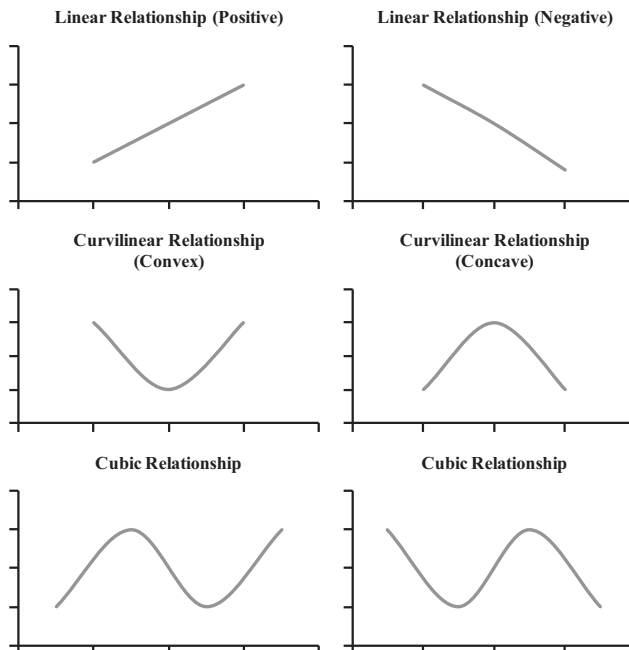 Linear Relationship (Positive)
Linear Relationship (Negative)
Curvilinear Relationship
(Convex)
Curvilinear Relationship
(Concave)
Cubic Relationship
Cubic Relationship